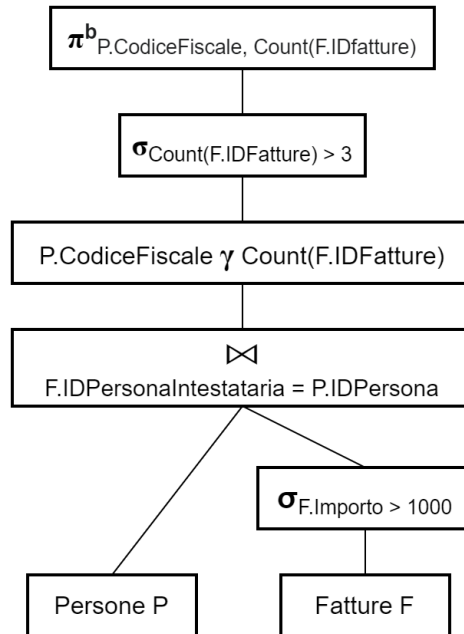 π^b P.CodiceFiscale, Count(F.IDfatture)
σ Count(F.IDFatture) > 3
P.CodiceFiscale γ Count(F.IDFatture)
⋈
F.IDPersonaIntestataria = P.IDPersona
σ F.Importo > 1000
Persone P
Fatture F